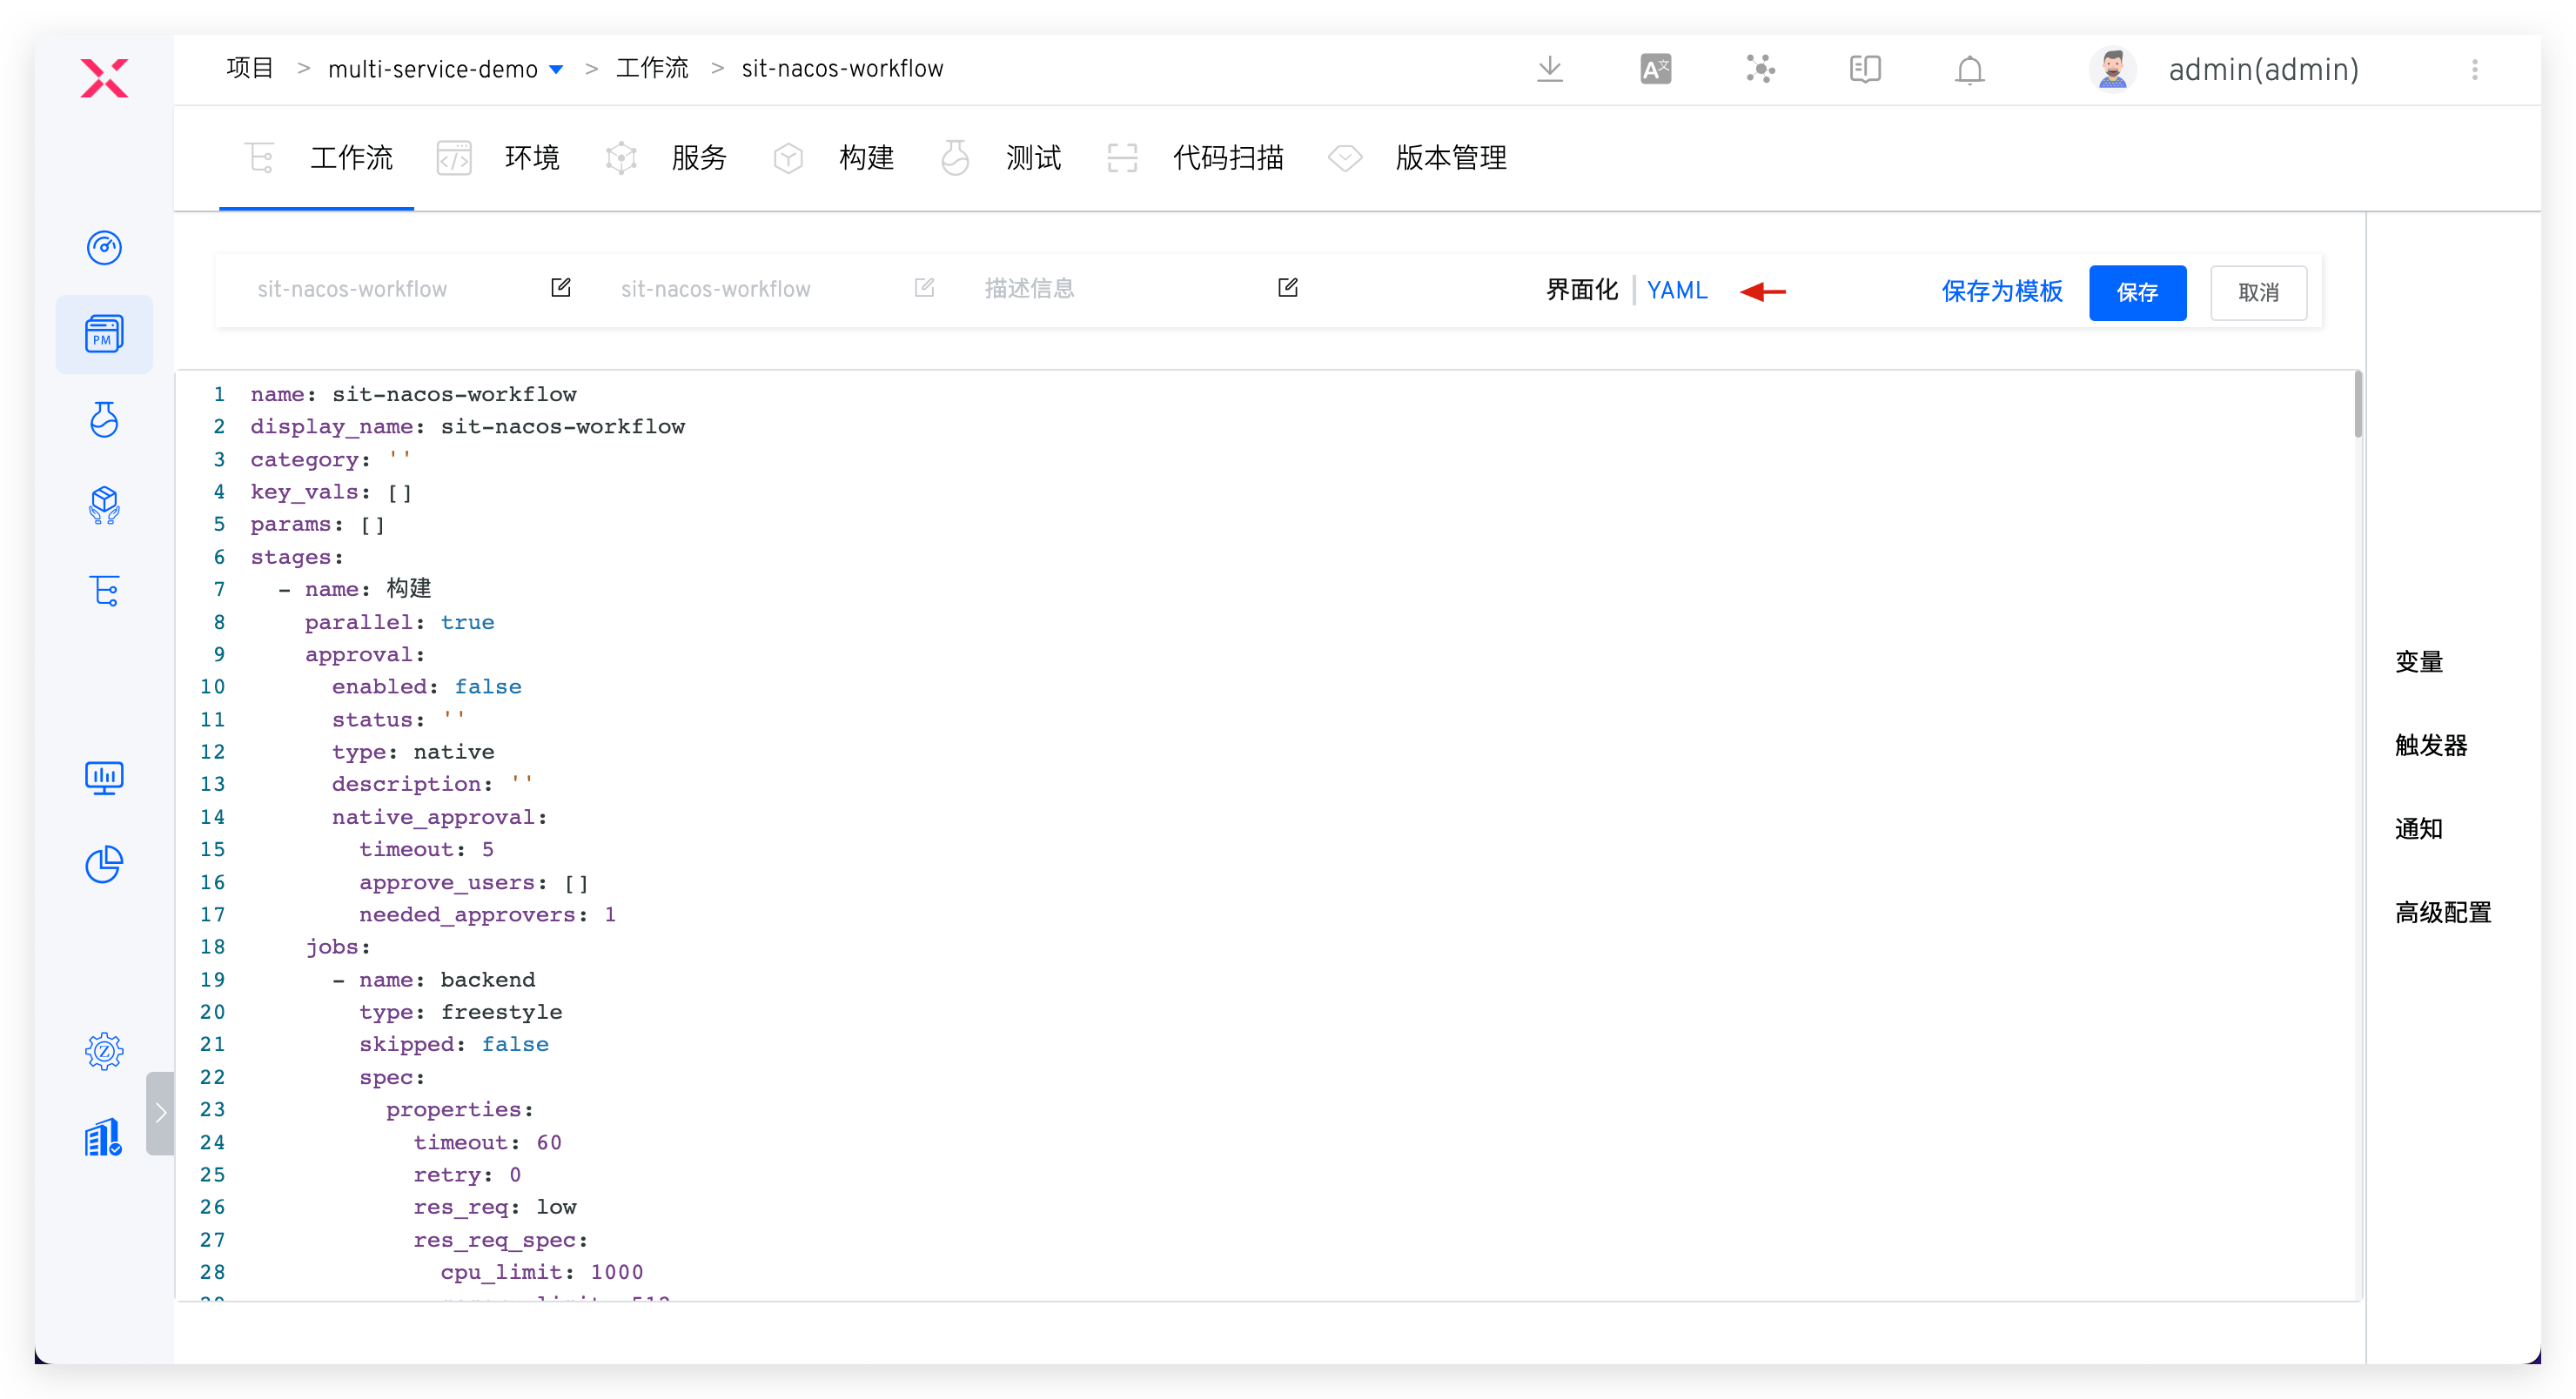 项目 > multi-service-demo > 工作流 > sit-nacos-workflow
admin(admin)
工作流 环境 服务 构建 测试 代码扫描 版本管理
sit-nacos-workflow sit-nacos-workflow 描述信息 界面化 | YAML 保存为模板 保存 取消
PM
1 name: sit-nacos-workflow
2 display_name: sit-nacos-workflow
3 category: ''
4 key_vals: []
5 params: []
6 stages:
7 - name: 构建
8 parallel: true
9 approval:
10 enabled: false
11 status: ''
12 type: native
13 description: ''
14 native_approval:
15 timeout: 5
16 approve_users: []
17 needed_approvers: 1
18 jobs:
19 - name: backend
20 type: freestyle
21 skipped: false
22 spec:
23 properties:
24 timeout: 60
25 retry: 0
26 res_req: low
27 res_req_spec:
28 cpu_limit: 1000
变量
触发器
通知
高级配置